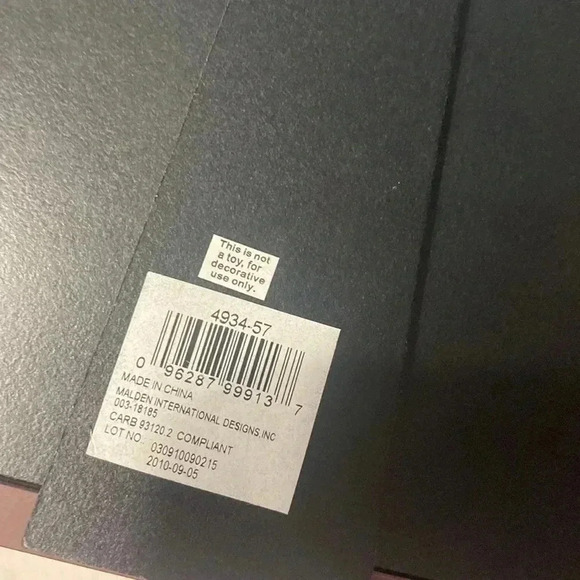 This is not
a toy, for
decorative
use only.
4934-57
0 96287 99913 7
MADE IN CHINA
MALDEN INTERNATIONAL DESIGNS,INC
003-18185
CARB 93120.2 COMPLIANT
LOT NO. 030910090215
2010-09-05